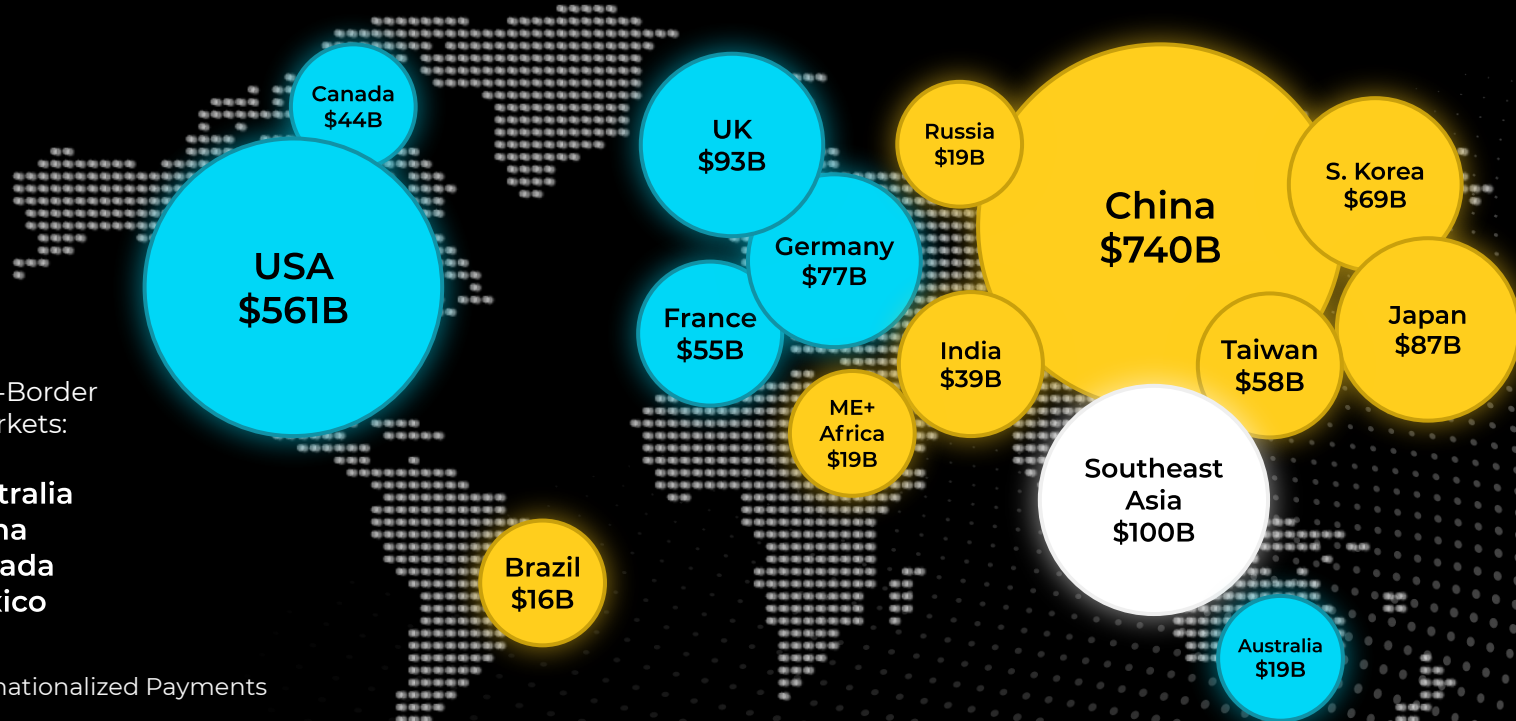 Canada
$44B
USA
$561B
UK
$93B
Germany
$77B
France
$55B
Russia
$19B
China
$740B
S. Korea
$69B
Japan
$87B
Taiwan
$58B
India
$39B
ME+
Africa
$19B
Southeast
Asia
$100B
Brazil
$16B
Australia
$19B
-Border
rkets:
tralia
na
ada
ico
nationalized Payments